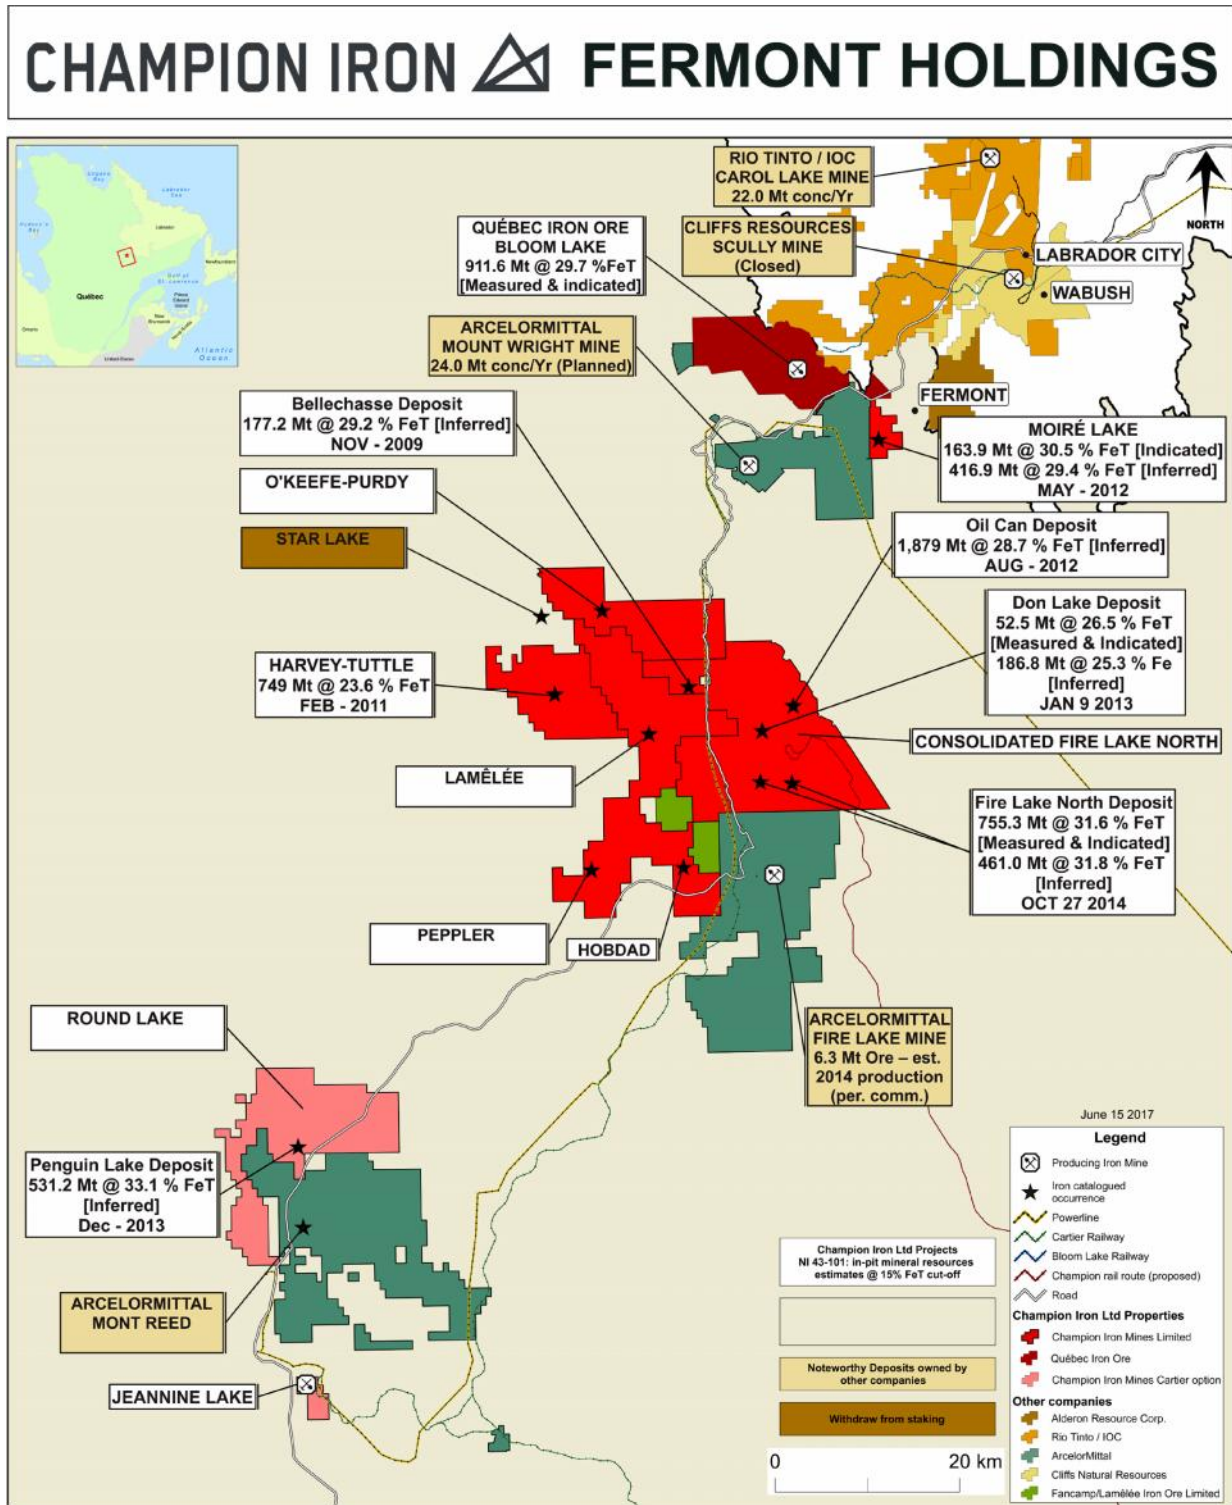 CHAMPION IRON FERMONT HOLDINGS
Québec
Labrador
Newfoundland
Ontario
United States
Atlantic
Ocean
RIO TINTO / IOC
CAROL LAKE MINE
22.0 Mt conc/Yr
NORTH
QUÉBEC IRON ORE
BLOOM LAKE
911.6 Mt @ 29.7 %FeT
[Measured & indicated]
CLIFFS RESOURCES
SCULLY MINE
(Closed)
LABRADOR CITY
WABUSH
ARCELORMITTAL
MOUNT WRIGHT MINE
24.0 Mt conc/Yr (Planned)
FERMONT
Bellechasse Deposit
177.2 Mt @ 29.2 % FeT [Inferred]
NOV - 2009
MOIRÉ LAKE
163.9 Mt @ 30.5 % FeT [Indicated]
416.9 Mt @ 29.4 % FeT [Inferred]
MAY - 2012
O'KEEFE-PURDY
STAR LAKE
Oil Can Deposit
1,879 Mt @ 28.7 % FeT [Inferred]
AUG - 2012
Don Lake Deposit
52.5 Mt @ 26.5 % FeT
[Measured & Indicated]
186.8 Mt @ 25.3 % Fe
[Inferred]
JAN 9 2013
HARVEY-TUTTLE
749 Mt @ 23.6 % FeT
FEB - 2011
CONSOLIDATED FIRE LAKE NORTH
LAMÊLÉE
Fire Lake North Deposit
755.3 Mt @ 31.6 % FeT
[Measured & Indicated]
461.0 Mt @ 31.8 % FeT
[Inferred]
OCT 27 2014
PEPPLER
HOBDAD
ROUND LAKE
ARCELORMITTAL
FIRE LAKE MINE
6.3 Mt Ore – est.
2014 production
(per. comm.)
Penguin Lake Deposit
531.2 Mt @ 33.1 % FeT
[Inferred]
Dec - 2013
ARCELORMITTAL
MONT REED
JEANNINE LAKE
June 15 2017
Legend
Producing Iron Mine
Iron catalogued
occurrence
Powerline
Cartier Railway
Bloom Lake Railway
Champion rail route (proposed)
Road
Champion Iron Ltd Properties
Champion Iron Mines Limited
Québec Iron Ore
Champion Iron Mines Cartier option
Other companies
Alderon Resource Corp.
Rio Tinto / IOC
ArcelorMittal
Cliffs Natural Resources
Fancamp/Lamêlée Iron Ore Limited
Champion Iron Ltd Projects
NI 43-101: in-pit mineral resources
estimates @ 15% FeT cut-off
Noteworthy Deposits owned by
other companies
Withdraw from staking
0 20 km